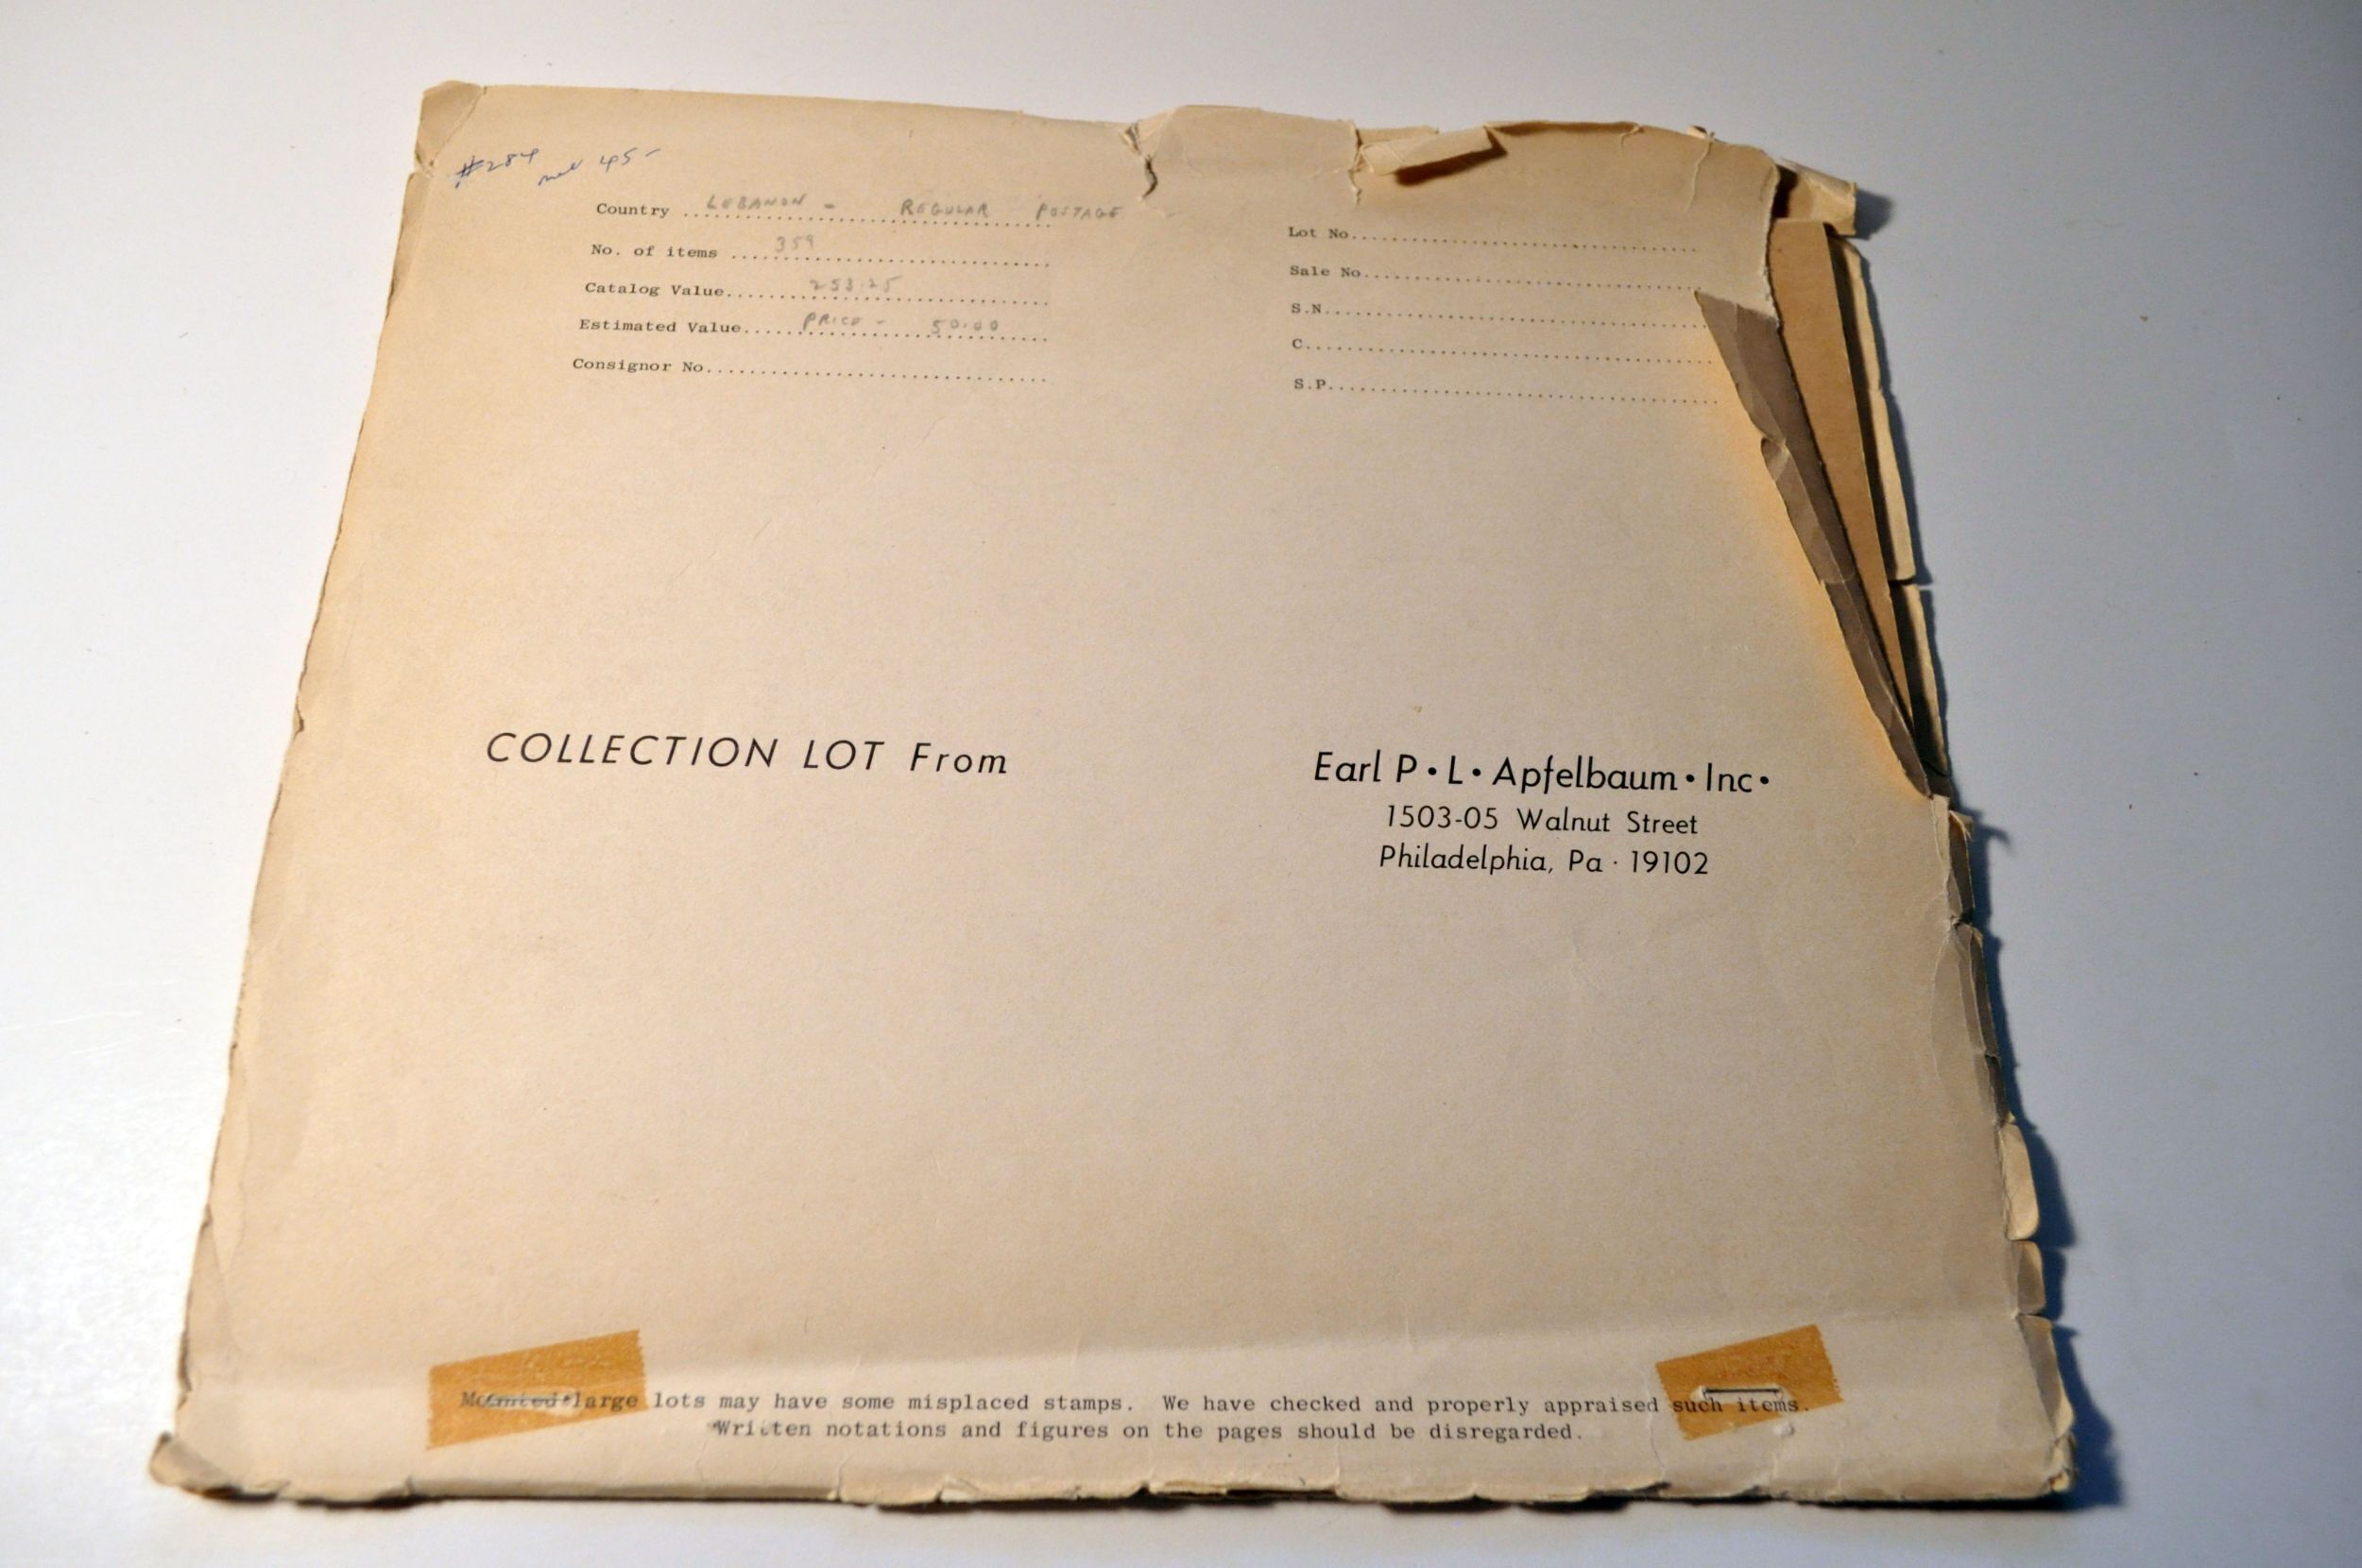 #284 net 45-
Country ..... LEBANON - REGULAR POSTAGE
No. of items ..... 359
Catalog Value..... 253.25
Estimated Value..... PRICE - 50.00
Consignor No.....
Lot No.....
Sale No.....
S.N.....
C.....
S.P.....
COLLECTION LOT From
Earl P • L • Apfelbaum • Inc •
1503-05 Walnut Street
Philadelphia, Pa · 19102
Mounted large lots may have some misplaced stamps. We have checked and properly appraised such items.
Written notations and figures on the pages should be disregarded.